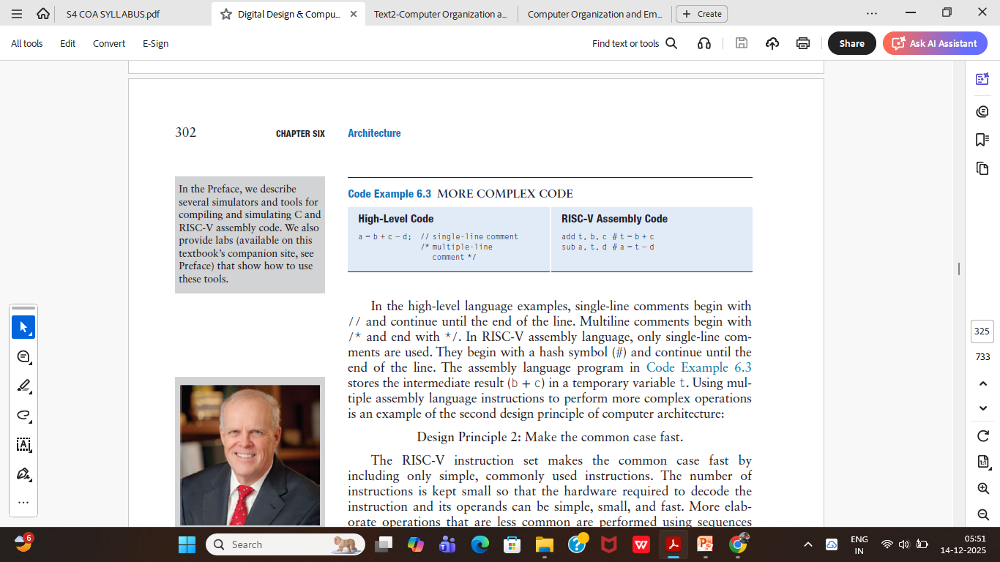 S4 COA SYLLABUS.pdf
Digital Design & Compu...
Text2-Computer Organization a...
Computer Organization and Em...
+ Create
All tools
Edit
Convert
E-Sign
Find text or tools
Share
Ask AI Assistant
302
CHAPTER SIX
Architecture
In the Preface, we describe
several simulators and tools for
compiling and simulating C and
RISC-V assembly code. We also
provide labs (available on this
textbook's companion site, see
Preface) that show how to use
these tools.
Code Example 6.3 MORE COMPLEX CODE
High-Level Code
a = b + c − d; // single-line comment
/* multiple-line
comment */
RISC-V Assembly Code
add t, b, c # t = b + c
sub a, t, d # a = t − d
In the high-level language examples, single-line comments begin with
// and continue until the end of the line. Multiline comments begin with
/* and end with */. In RISC-V assembly language, only single-line com-
ments are used. They begin with a hash symbol (#) and continue until the
end of the line. The assembly language program in Code Example 6.3
stores the intermediate result (b + c) in a temporary variable t. Using mul-
tiple assembly language instructions to perform more complex operations
is an example of the second design principle of computer architecture:
Design Principle 2: Make the common case fast.
The RISC-V instruction set makes the common case fast by
including only simple, commonly used instructions. The number of
instructions is kept small so that the hardware required to decode the
instruction and its operands can be simple, small, and fast. More elab-
orate operations that are less common are performed using sequences
325
733
1:1
6
Search
ENG
IN
05:51
14-12-2025